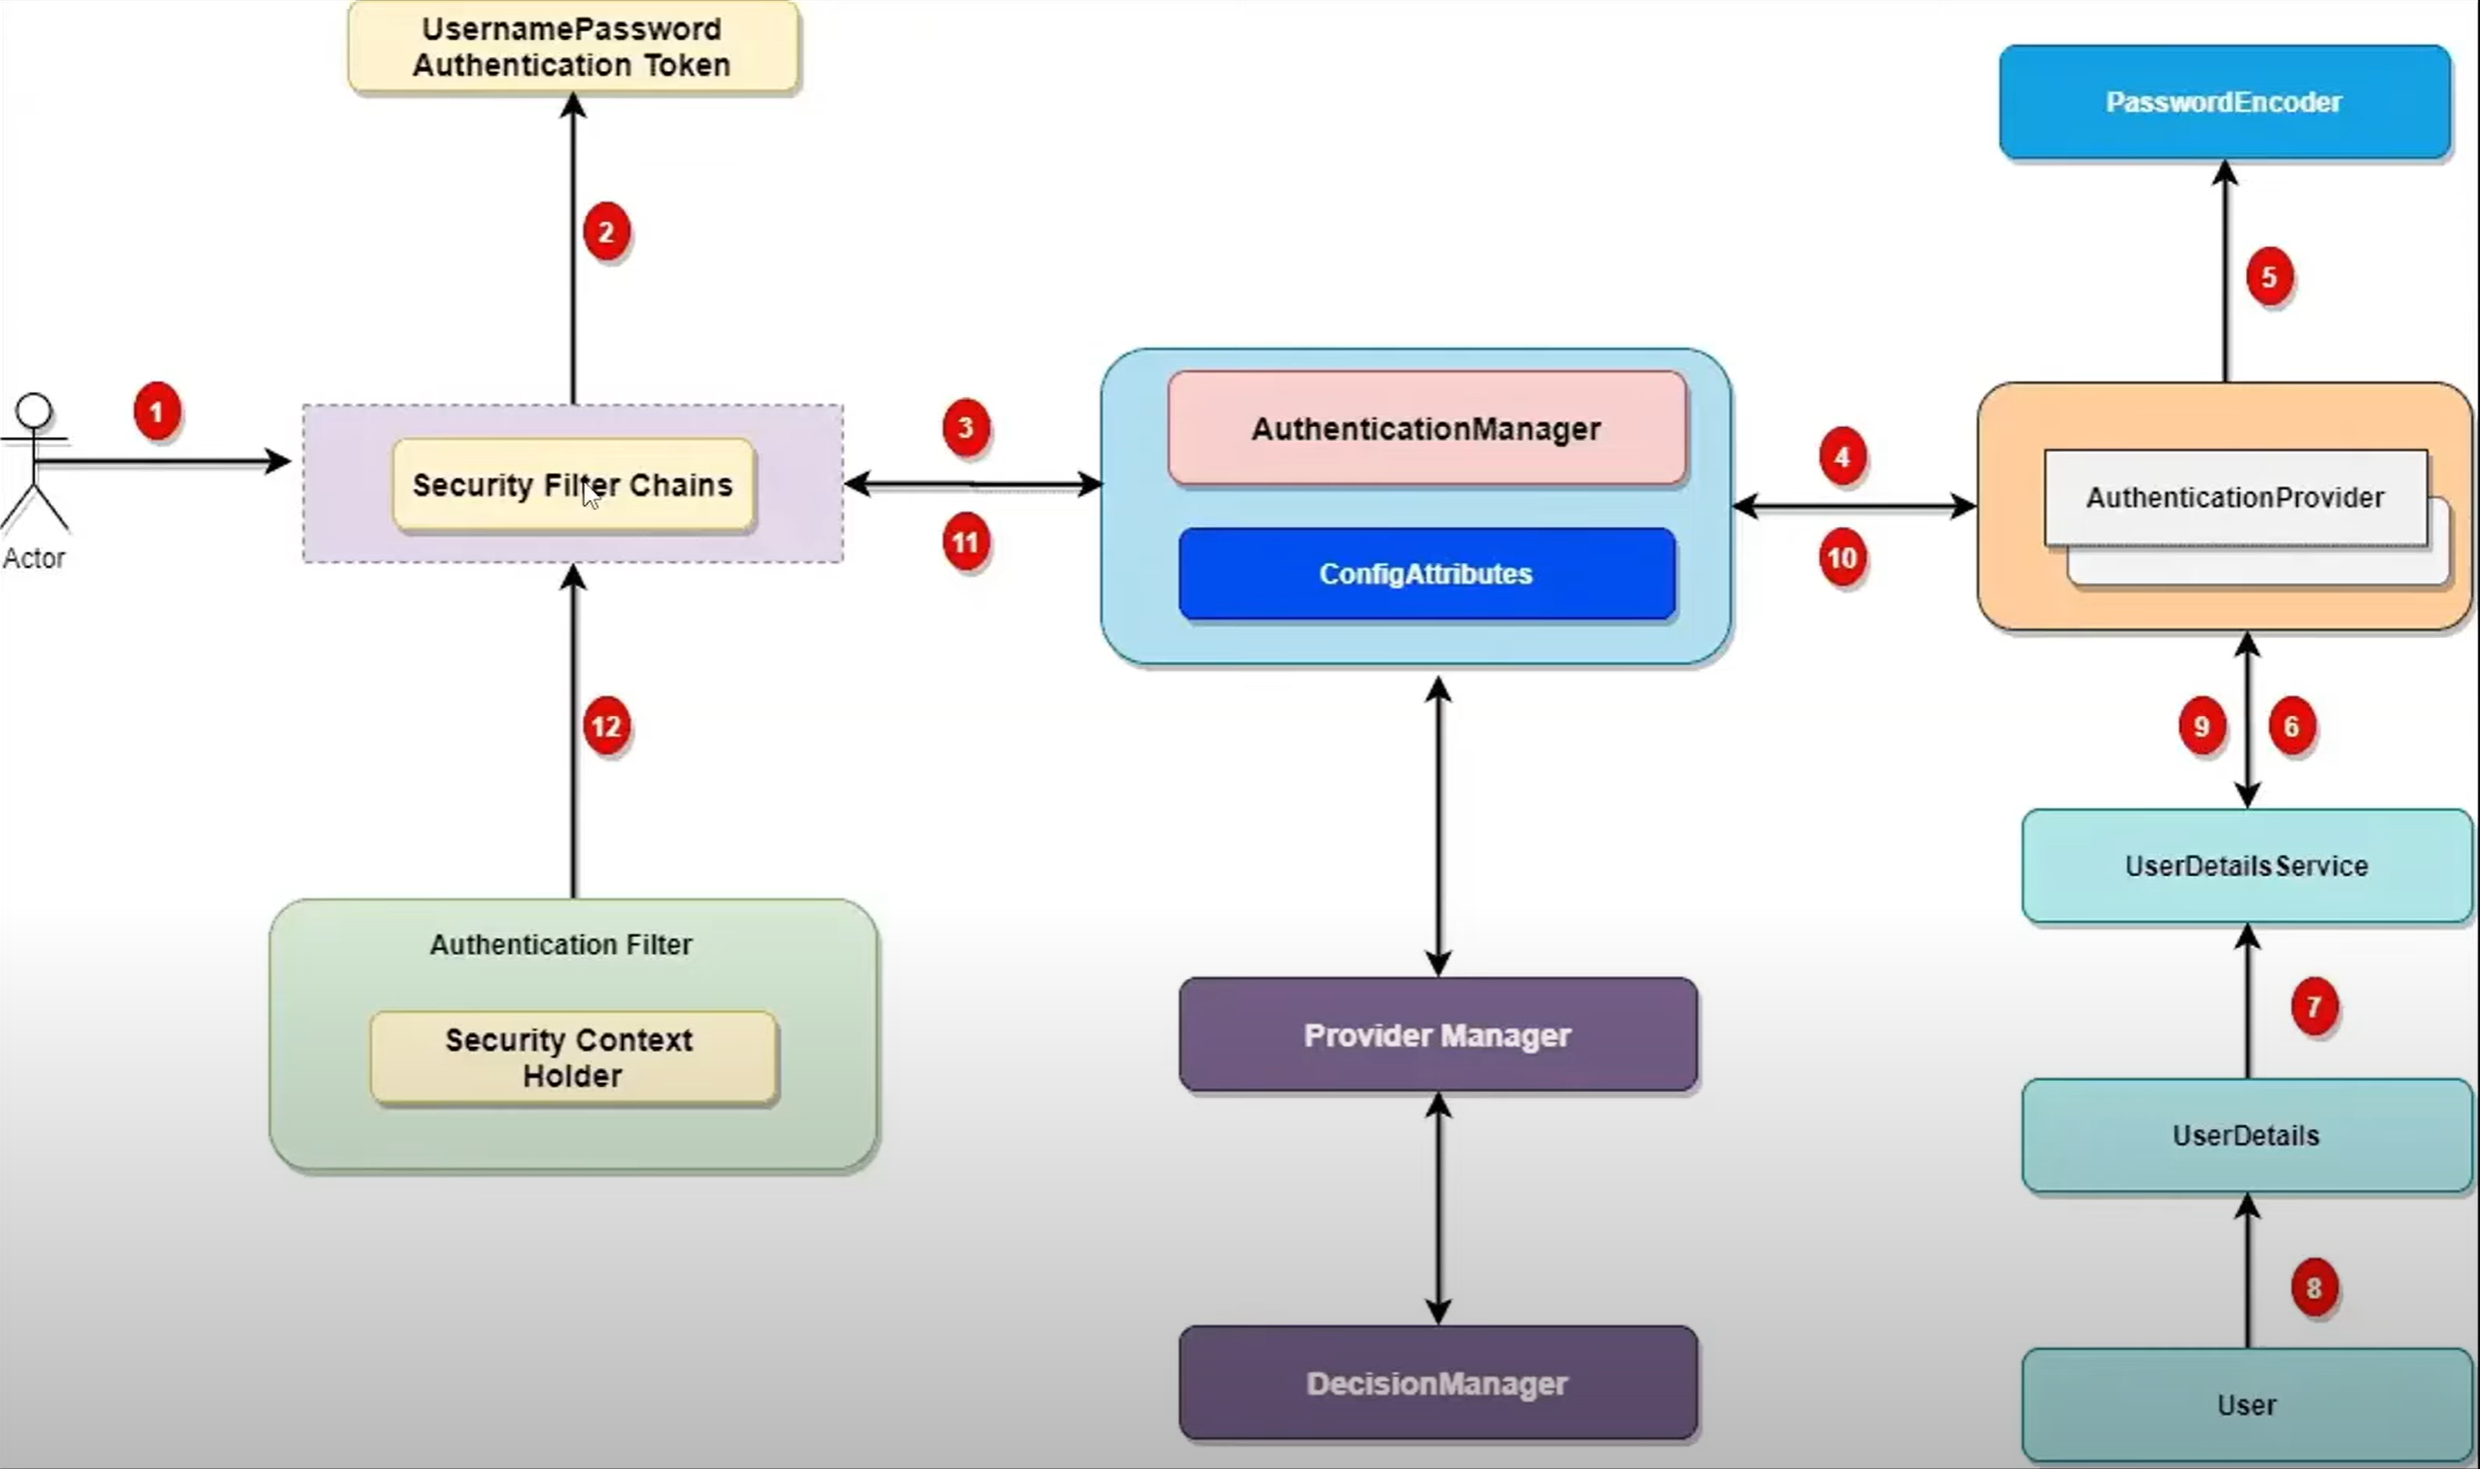 UsernamePassword
Authentication Token
PasswordEncoder
2
5
1
Actor
Security Filter Chains
3
11
AuthenticationManager
ConfigAttributes
4
10
AuthenticationProvider
12
9
6
UserDetailsService
Authentication Filter
Security Context
Holder
Provider Manager
7
UserDetails
8
DecisionManager
User